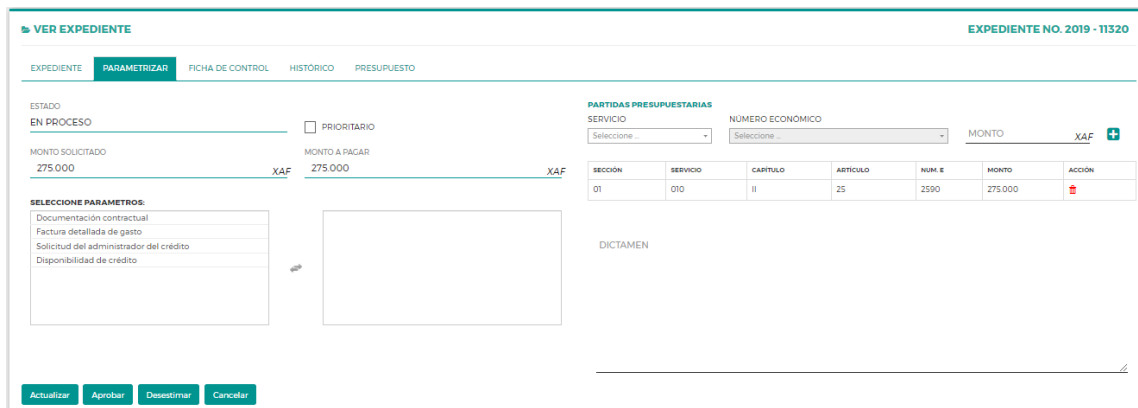 VER EXPEDIENTE
EXPEDIENTE NO. 2019 - 11320
EXPEDIENTE PARAMETRIZAR FICHA DE CONTROL HISTÓRICO PRESUPUESTO
ESTADO
EN PROCESO
PRIORITARIO
MONTO SOLICITADO
275.000 XAF
MONTO A PAGAR
275.000 XAF
SELECCIONE PARAMETROS:
Documentación contractual
Factura detallada de gasto
Solicitud del administrador del crédito
Disponibilidad de crédito
PARTIDAS PRESUPUESTARIAS
SERVICIO
Seleccione ...
NÚMERO ECONÓMICO
Seleccione ...
MONTO XAF
SECCIÓN SERVICIO CAPÍTULO ARTÍCULO NUM. E MONTO ACCIÓN
01 010 II 25 2590 275.000
DICTAMEN
Actualizar Aprobar Desestimar Cancelar